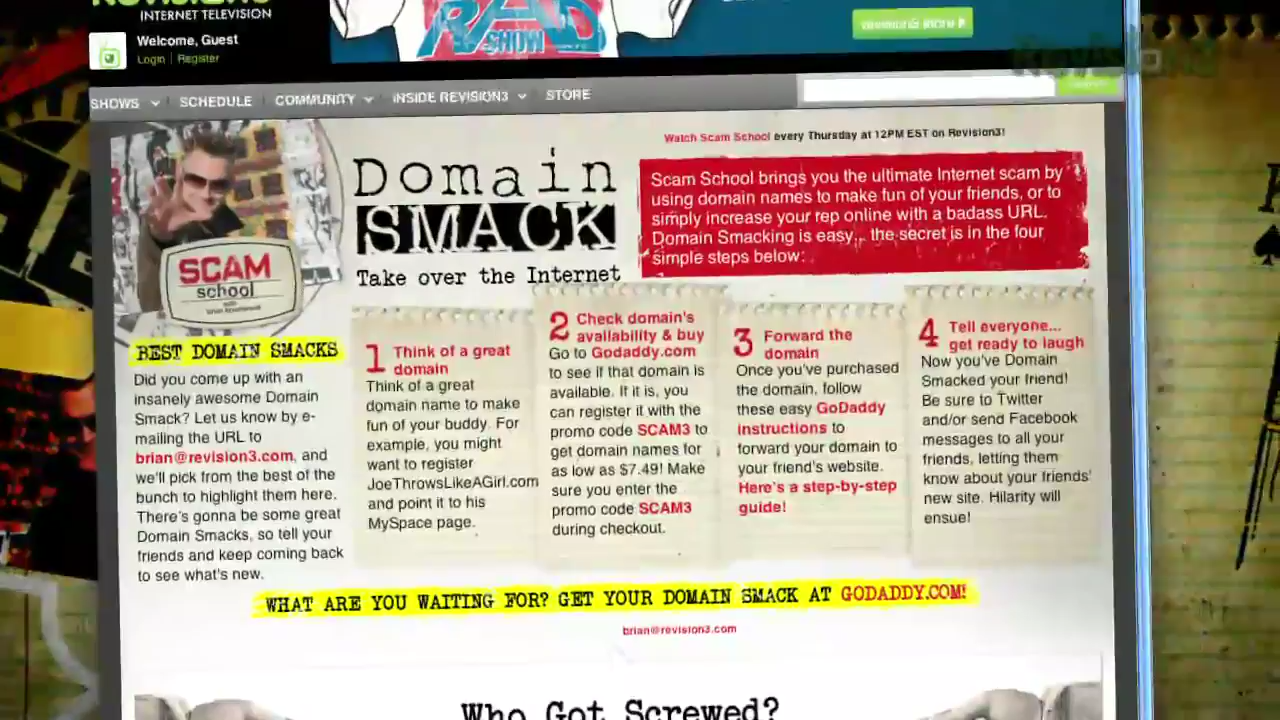 INTERNET TELEVISION
Welcome, Guest
Login | Register
SHOW
SHOWS SCHEDULE COMMUNITY INSIDE REVISION3 STORE
Watch Scam School every Thursday at 12PM EST on Revision3!
Domain
SMACK
Take over the Internet
Scam School brings you the ultimate Internet scam by
using domain names to make fun of your friends, or to
simply increase your rep online with a badass URL.
Domain Smacking is easy... the secret is in the four
simple steps below:
SCAM
school
BEST DOMAIN SMACKS
Did you come up with an
insanely awesome Domain
Smack? Let us know by e-
mailing the URL to
brian@revision3.com, and
we'll pick from the best of the
bunch to highlight them here.
There's gonna be some great
Domain Smacks, so tell your
friends and keep coming back
to see what's new.
1 Think of a great
domain
Think of a great
domain name to make
fun of your buddy. For
example, you might
want to register
JoeThrowsLikeAGirl.com
and point it to his
MySpace page.
2 Check domain's
availability & buy
Go to Godaddy.com
to see if that domain is
available. If it is, you
can register it with the
promo code SCAM3 to
get domain names for
as low as $7.49! Make
sure you enter the
promo code SCAM3
during checkout.
3 Forward the
domain
Once you've purchased
the domain, follow
these easy GoDaddy
instructions to
forward your domain to
your friend's website.
Here's a step-by-step
guide!
4 Tell everyone...
get ready to laugh
Now you've Domain
Smacked your friend!
Be sure to Twitter
and/or send Facebook
messages to all your
friends, letting them
know about your friends'
new site. Hilarity will
ensue!
WHAT ARE YOU WAITING FOR? GET YOUR DOMAIN SMACK AT GODADDY.COM!
brian@revision3.com
Who Got Screwed?